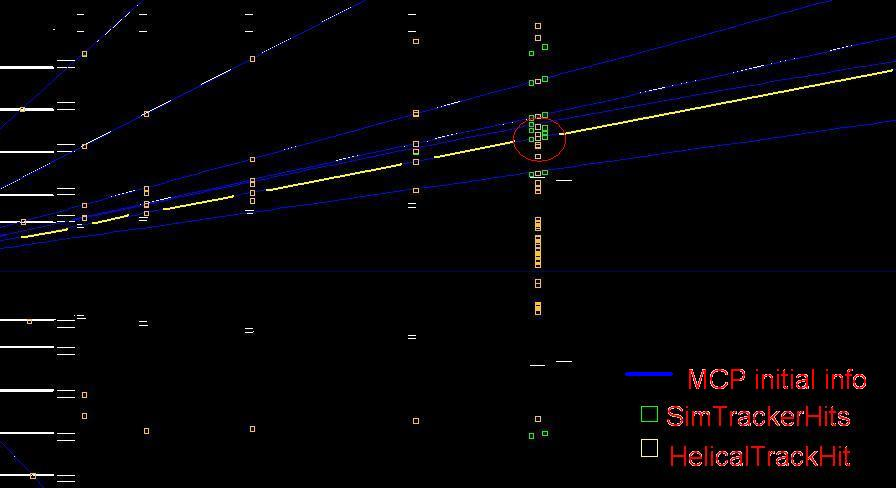 MCP initial info
SimTrackerHits
HelicalTrackHit